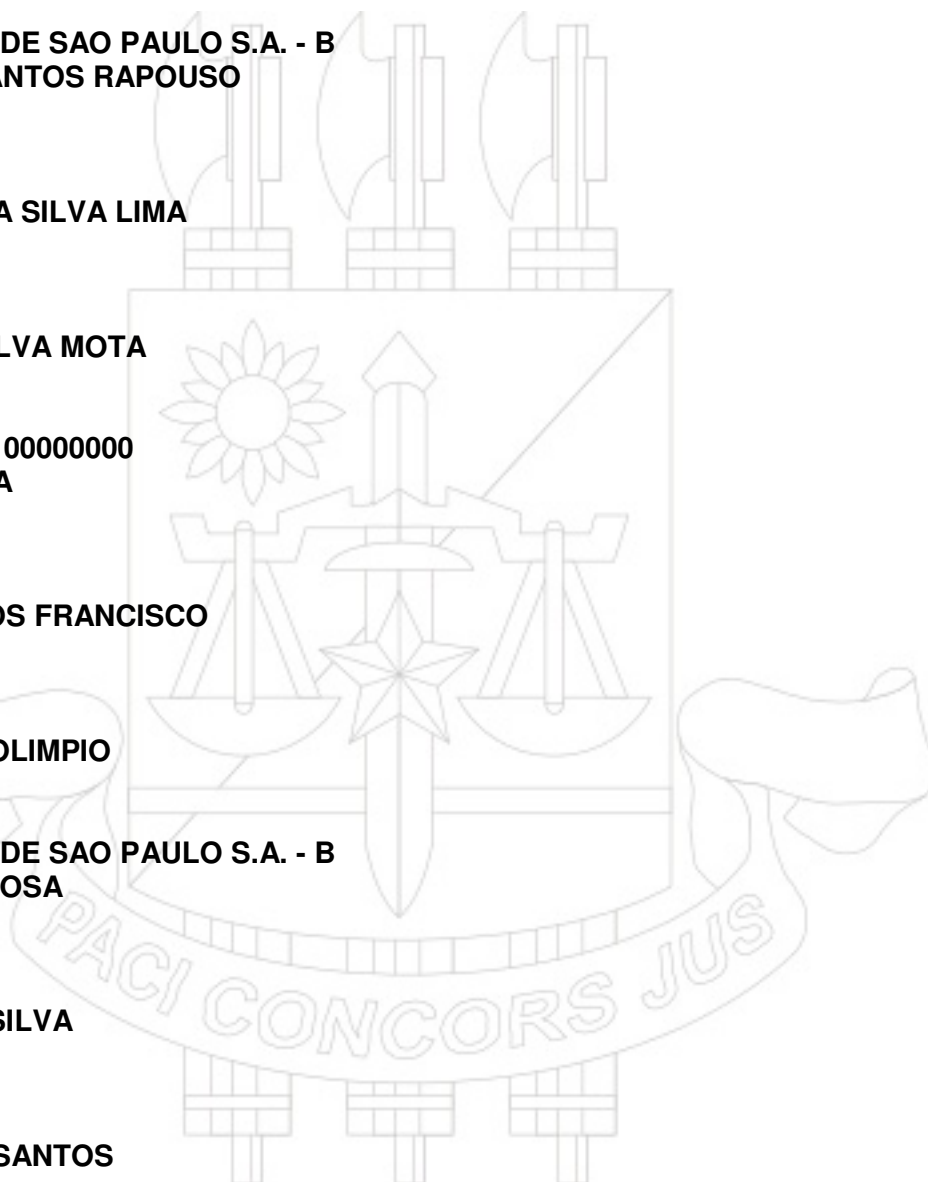 DE SAO PAULO S.A. - B
ANTOS RAPOUSO
A SILVA LIMA
LVA MOTA
00000000
A
OS FRANCISCO
OLIMPIO
DE SAO PAULO S.A. - B
OSA
SILVA
SANTOS
PACI CONCORS JUS